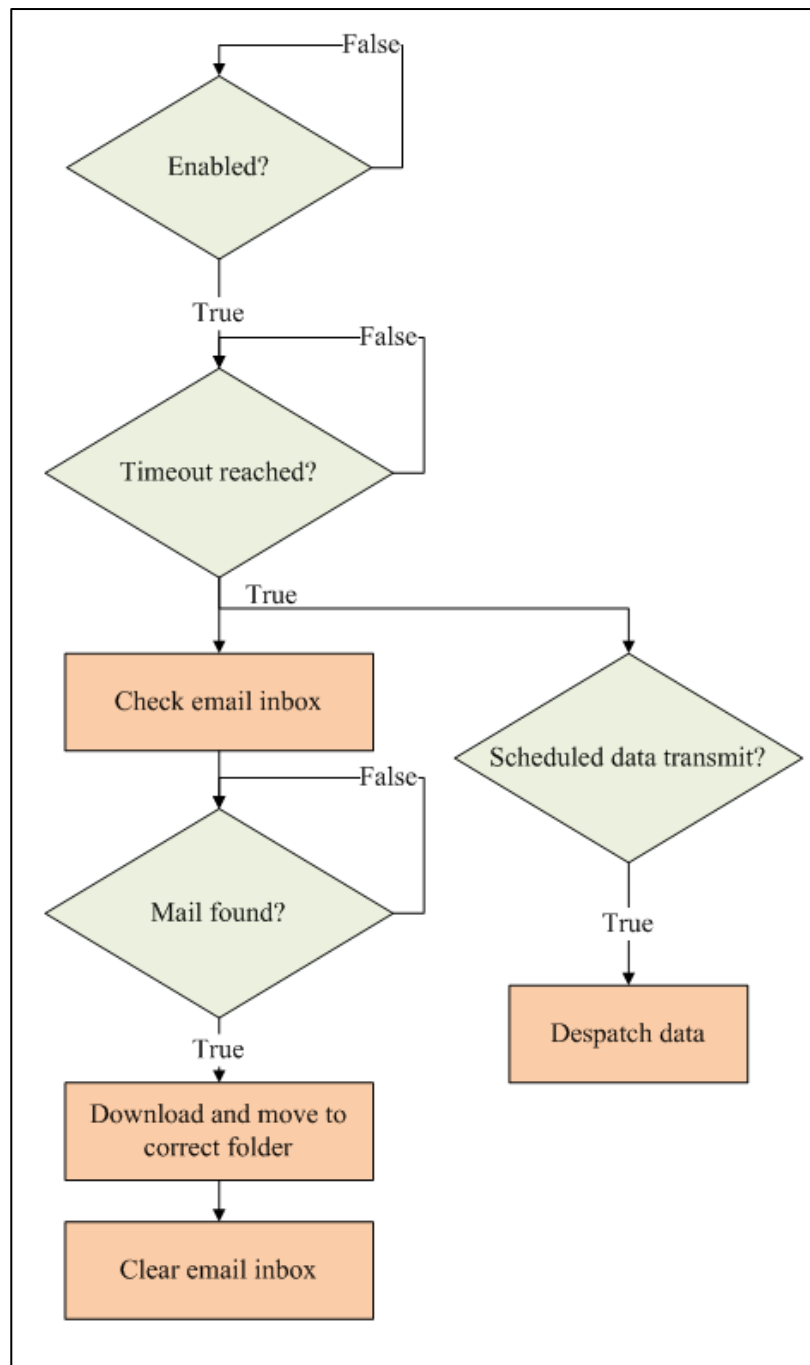 False
Enabled?
True
False
Timeout reached?
True
Check email inbox
Scheduled data transmit?
False
Mail found?
True
Despatch data
True
Download and move to
correct folder
Clear email inbox